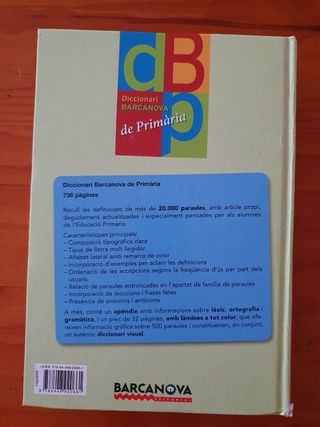 dB
Diccionari
BARCANOVA
de Primària
p
Diccionari Barcanova de Primària
736 pàgines
Recull les definicions de més de 20.000 paraules, amb article propi,
degudament actualitzades i especialment pensades per als alumnes
de l'Educació Primària.
Característiques principals:
– Composició tipogràfica clara
– Tipus de lletra molt llegidor
– Alfabet lateral amb remarca de color
– Incorporació d'exemples per aclarir les definicions
– Ordenació de les accepcions segons la freqüència d'ús per part dels
usuaris
– Relació de paraules entroncades en l'apartat de família de paraules
– Incorporació de locucions i frases fetes
– Presència de sinònims i antònims
A més, conté un apèndix amb informacions sobre lèxic, ortografia i
gramàtica, i un plec de 32 pàgines, amb làmines a tot color, que ofe-
reixen informació gràfica sobre 500 paraules i constitueixen, en conjunt,
un autèntic diccionari visual.
BARCANOVA
EDITORIAL